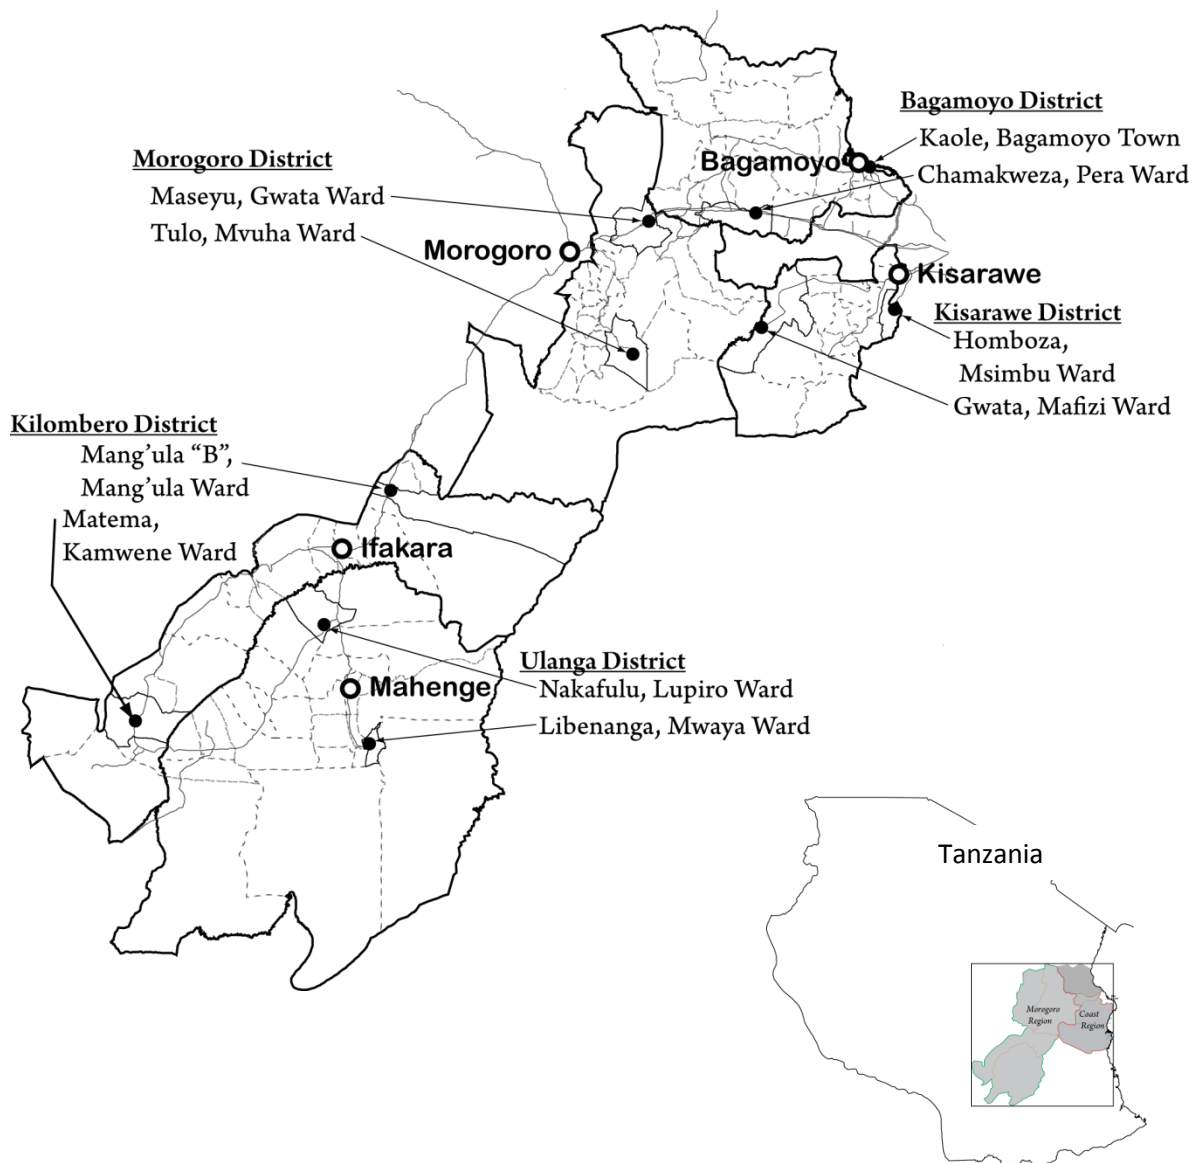 Bagamoyo District
Kaole, Bagamoyo Town
Chamakweza, Pera Ward
Bagamoyo
Morogoro District
Maseyu, Gwata Ward
Tulo, Mvuha Ward
Morogoro
Kisarawe
Kisarawe District
Homboza,
Msimbu Ward
Gwata, Mafizi Ward
Kilombero District
Mang’ula “B”,
Mang’ula Ward
Matema,
Kamwene Ward
Ifakara
Ulanga District
Nakafulu, Lupiro Ward
Libenanga, Mwaya Ward
Mahenge
Tanzania
Morogoro
Region
Coast
Region